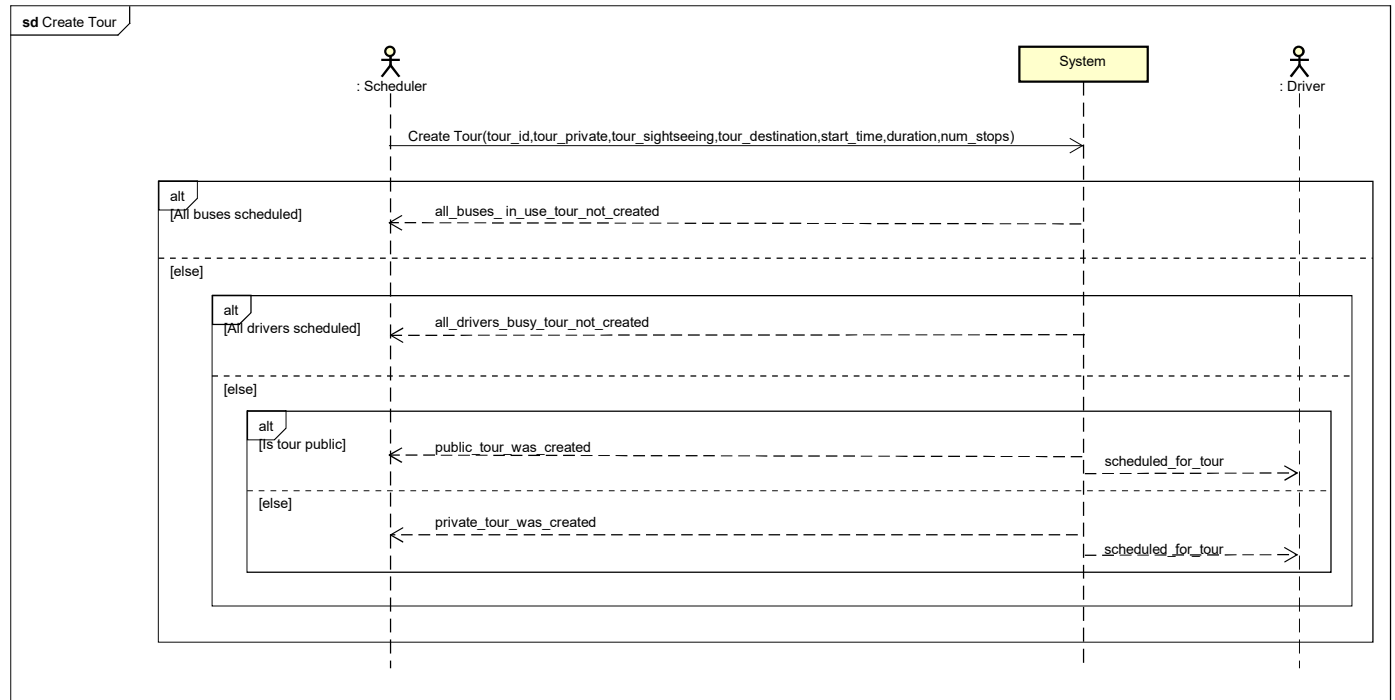 sd Create Tour
: Scheduler
System
: Driver
Create Tour(tour_id,tour_private,tour_sightseeing,tour_destination,start_time,duration,num_stops)
alt
[All buses scheduled]
all_buses_ in_use_tour_not_created
[else]
alt
[All drivers scheduled]
all_drivers_busy_tour_not_created
[else]
alt
[Is tour public]
public_tour_was_created
scheduled_for_tour
[else]
private_tour_was_created
scheduled_for_tour